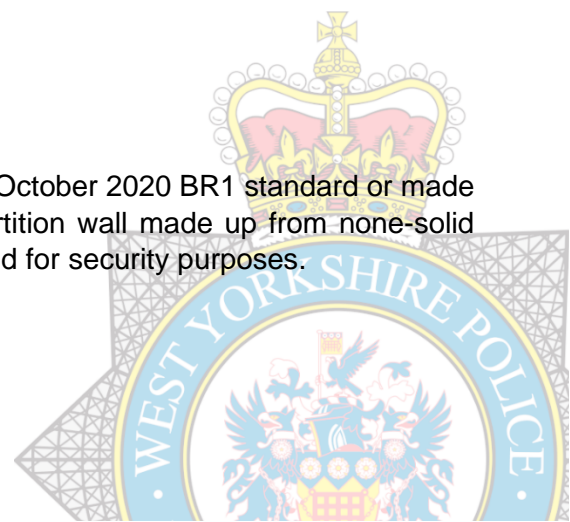 October 2020 BR1 standard or made
rtition wall made up from none-solid
d for security purposes.
WEST YORKSHIRE POLICE